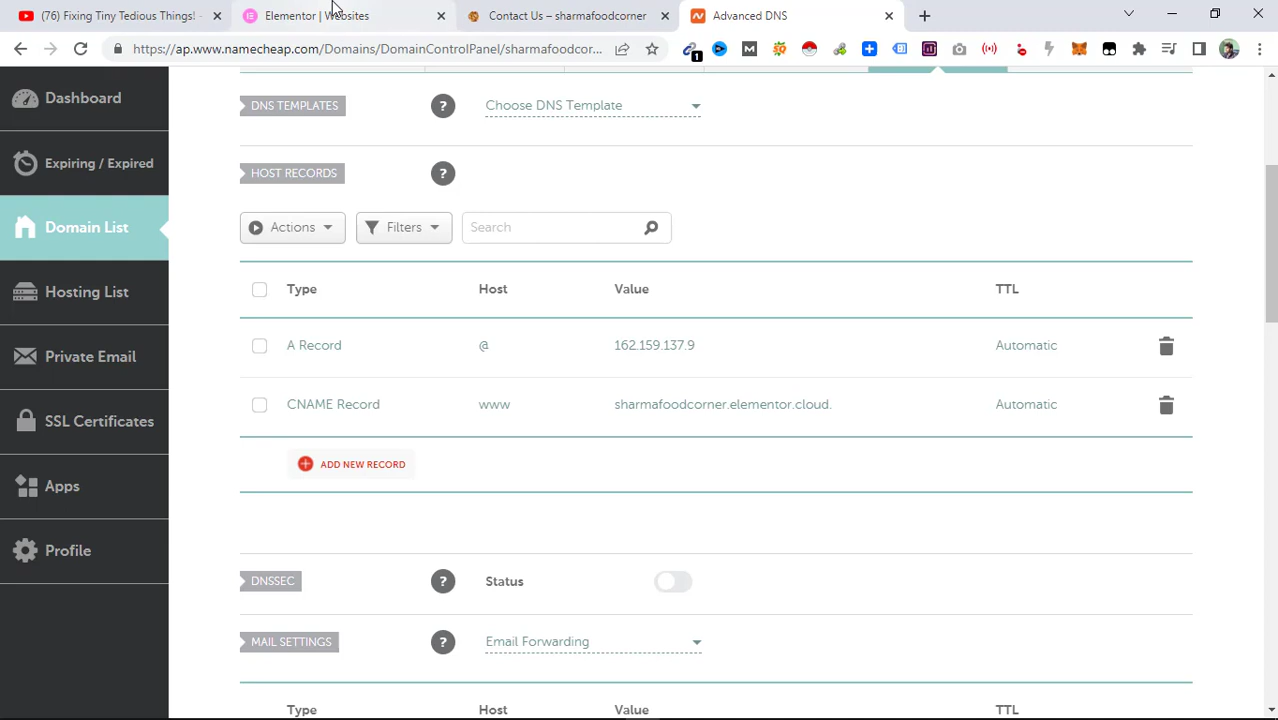 (76) Fixing Tiny Tedious Things! -
Elementor | Websites
Contact Us – sharmafoodcorner
Advanced DNS
https://ap.www.namecheap.com/Domains/DomainControlPanel/sharmafoodcor...
1
Dashboard
Expiring / Expired
Domain List
Hosting List
Private Email
SSL Certificates
Apps
Profile
DNS TEMPLATES
?
Choose DNS Template
HOST RECORDS
?
Actions
Filters
Search
Type Host Value TTL
A Record @ 162.159.137.9 Automatic
CNAME Record www sharmafoodcorner.elementor.cloud. Automatic
ADD NEW RECORD
DNSSEC
?
Status
MAIL SETTINGS
?
Email Forwarding
Type Host Value TTL